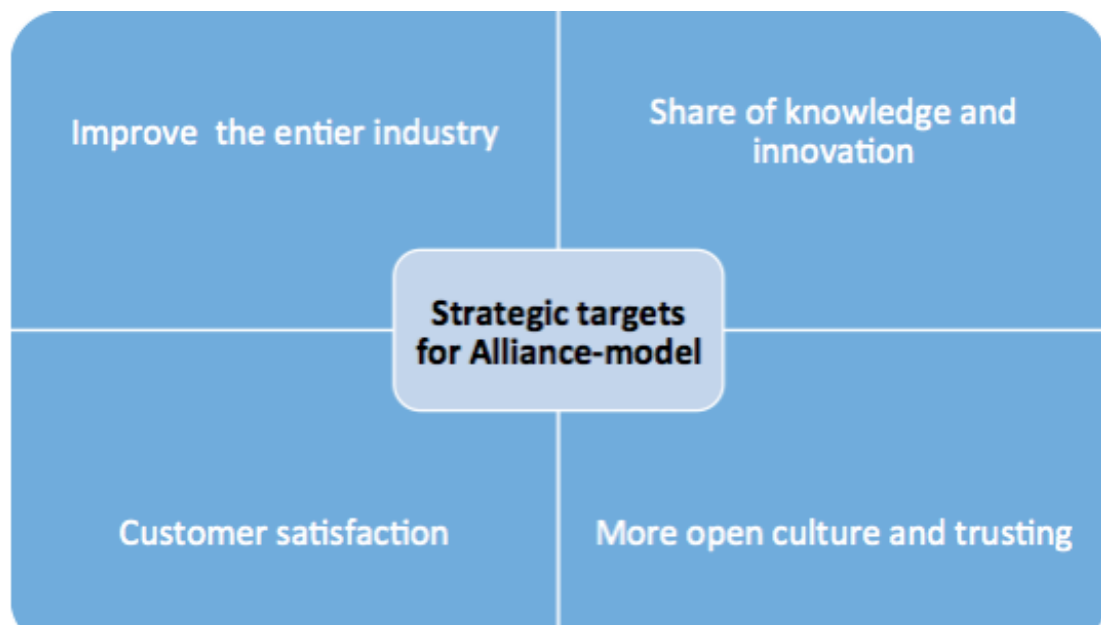 Improve  the entier industry
Share of knowledge and
innovation
Strategic targets
for Alliance-model
Customer satisfaction
More open culture and trusting